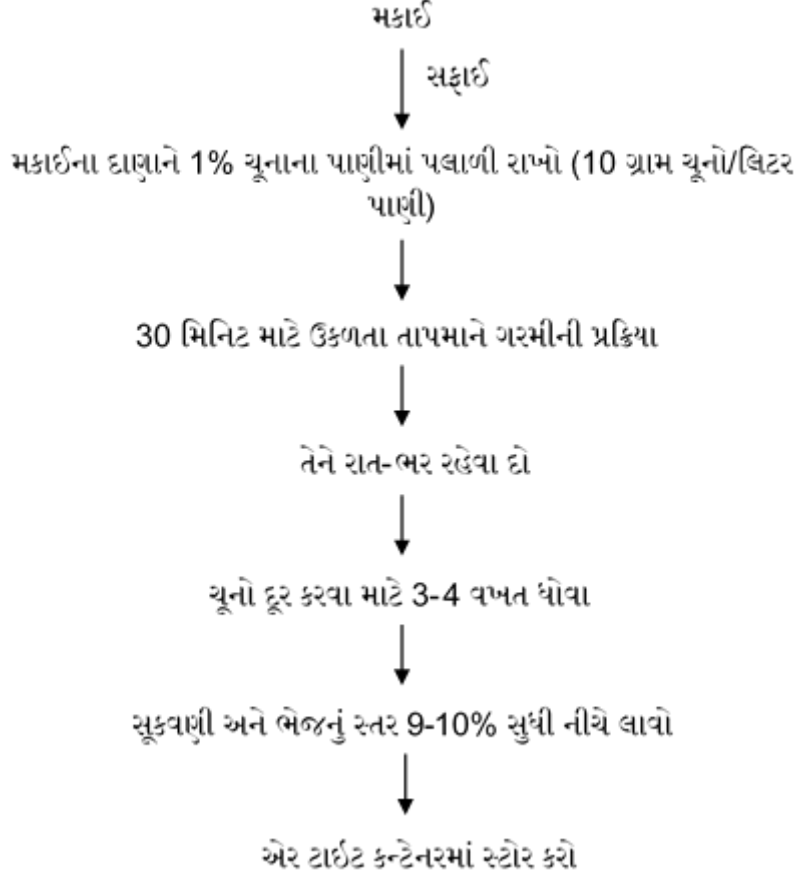 મકાઈ
સફાઈ
મકાઈના દાણાને 1% ચૂનાના પાણીમાં પલાળી રાખો (10 ગ્રામ ચૂનો/લિટર
પાણી)
30 મિનિટ માટે ઉકળતા તાપમાને ગરમીની પ્રક્રિયા
તેને રાત-ભર રહેવા દો
ચૂનો દૂર કરવા માટે 3-4 વખત ધોવા
સૂકવણી અને ભેજનું સ્તર 9-10% સુધી નીચે લાવો
એર ટાઇટ કન્ટેનરમાં સ્ટોર કરો